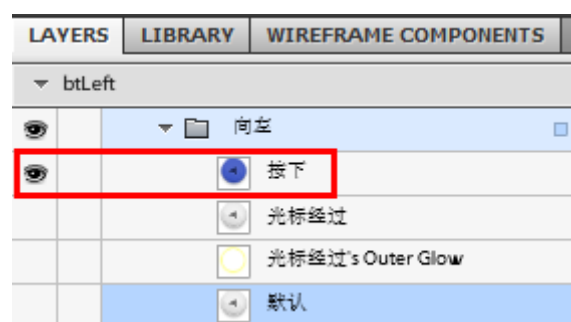 LAYERS LIBRARY WIREFRAME COMPONENTS
btLeft
向左
按下
光标经过
光标经过's Outer Glow
默认